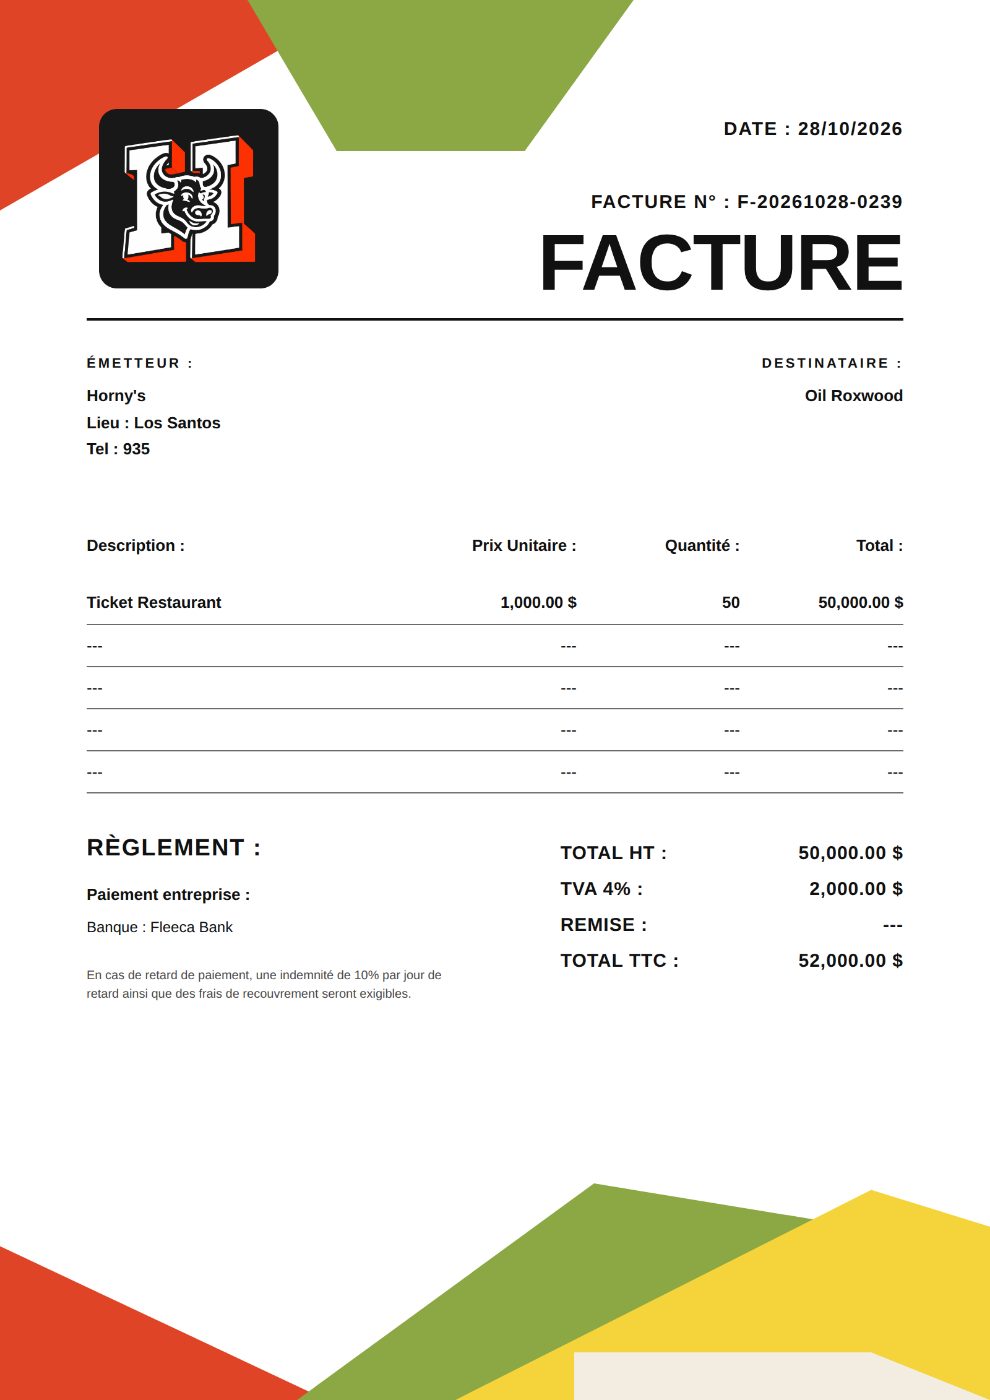 H
DATE : 28/10/2026
FACTURE N° : F-20261028-0239
FACTURE
ÉMETTEUR :
DESTINATAIRE :
Horny's
Oil Roxwood
Lieu : Los Santos
Tel : 935
Description : Prix Unitaire : Quantité : Total :
Ticket Restaurant 1,000.00 $ 50 50,000.00 $
--- --- --- ---
--- --- --- ---
--- --- --- ---
--- --- --- ---
RÈGLEMENT :
Paiement entreprise :
Banque : Fleeca Bank
En cas de retard de paiement, une indemnité de 10% par jour de
retard ainsi que des frais de recouvrement seront exigibles.
TOTAL HT : 50,000.00 $
TVA 4% : 2,000.00 $
REMISE : ---
TOTAL TTC : 52,000.00 $